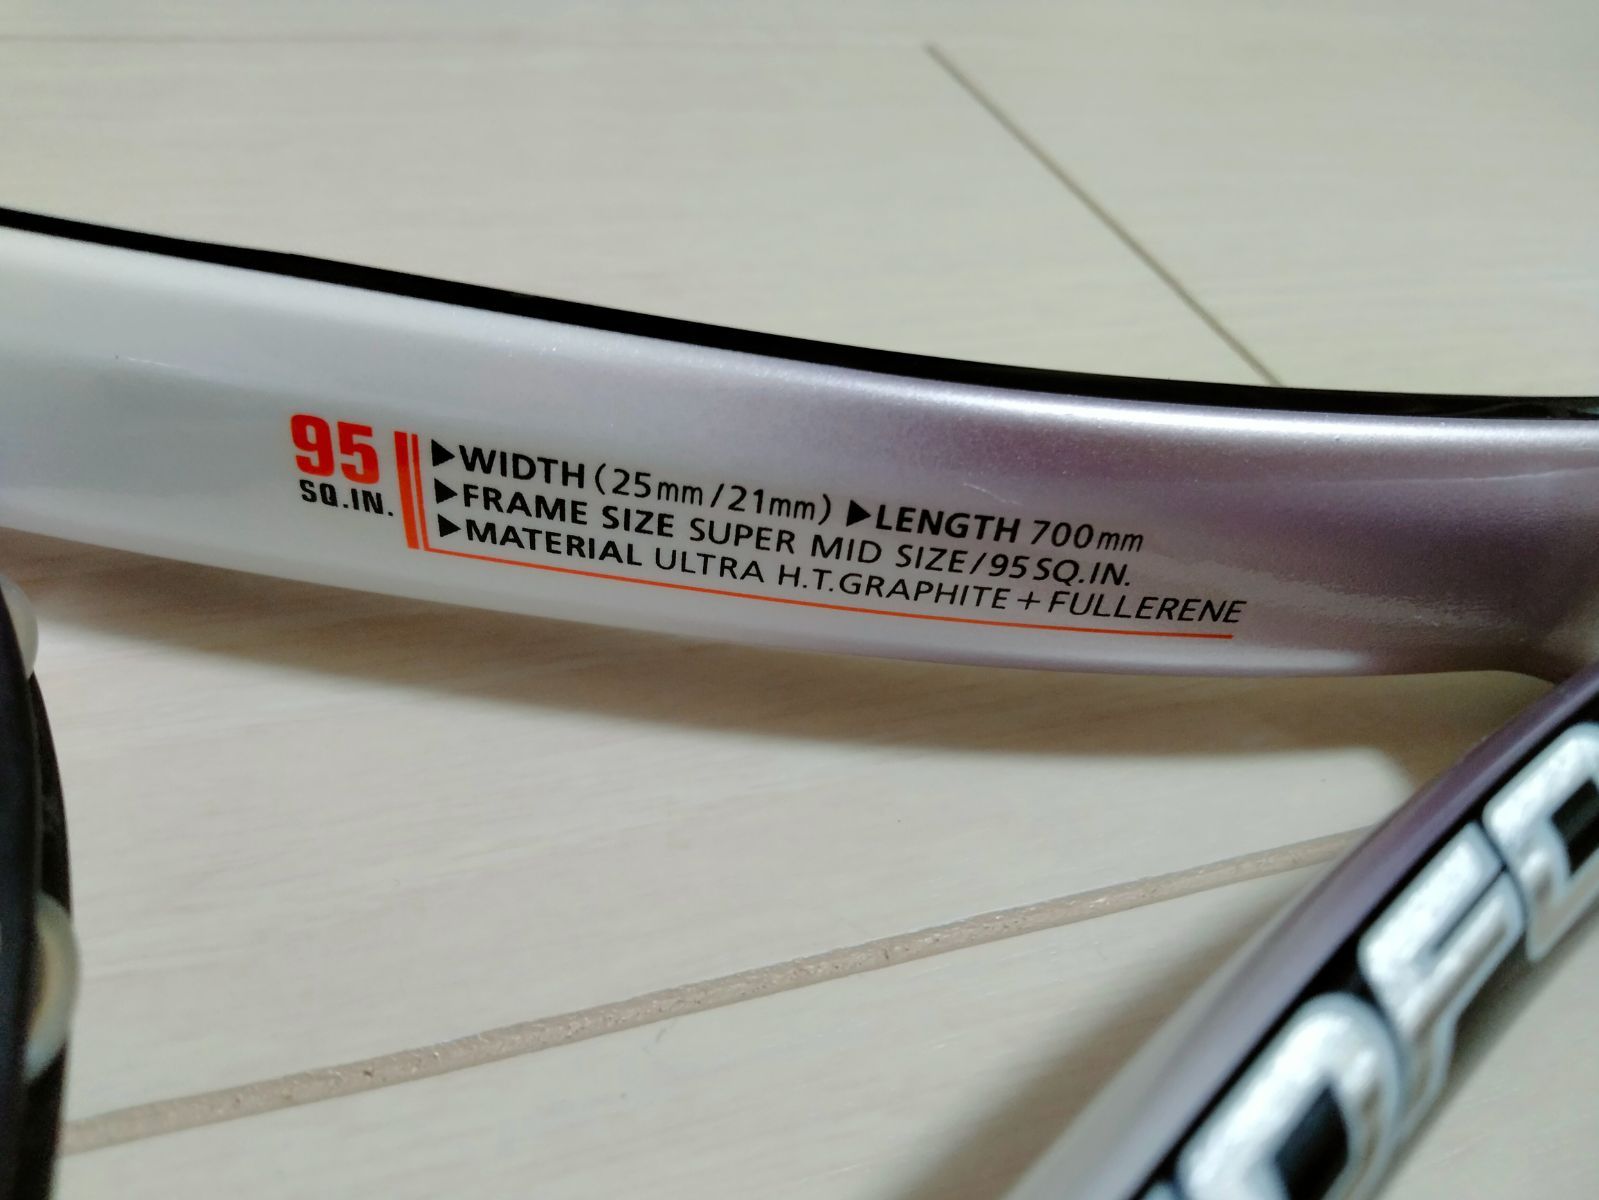 95
SQ.IN.
▶WIDTH (25mm/21mm) ▶LENGTH 700mm
▶FRAME SIZE SUPER MID SIZE/95SQ.IN.
▶MATERIAL ULTRA H.T.GRAPHITE+FULLERENE